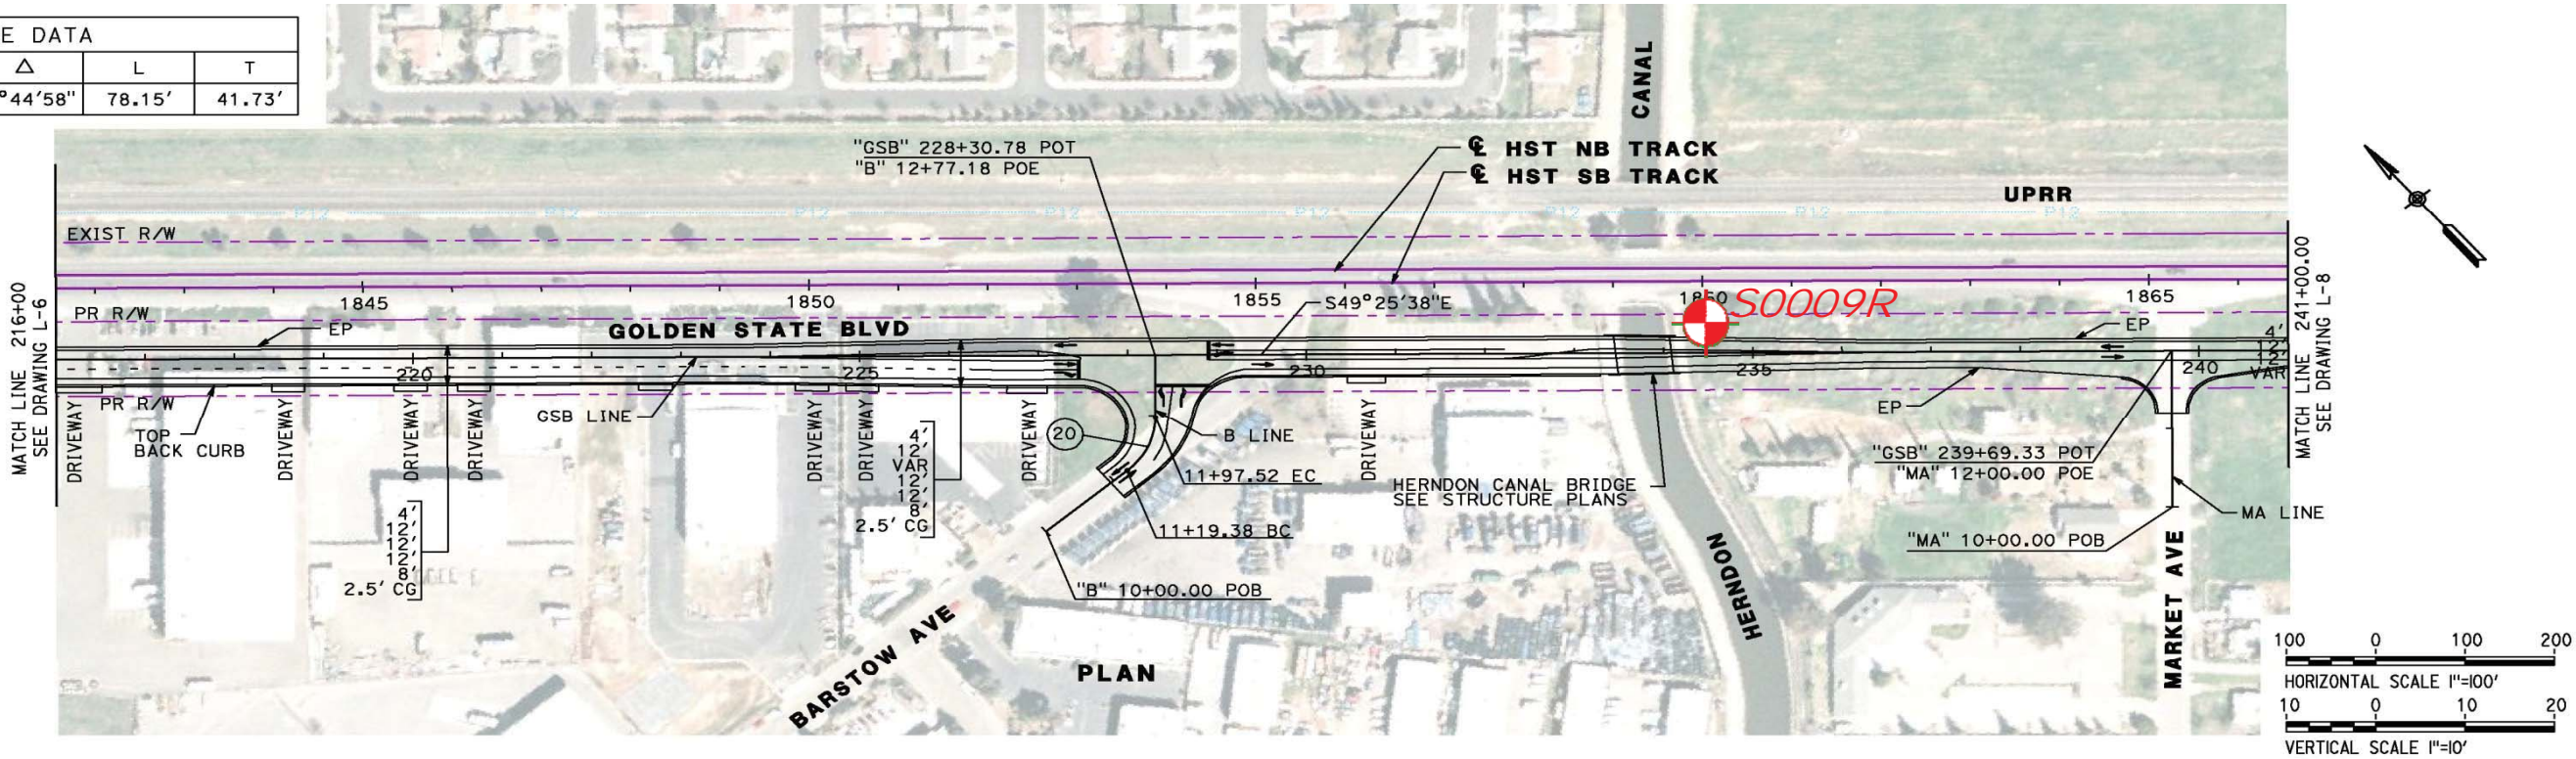 E DATA
△ L T
°44'58" 78.15' 41.73'
CANAL
"GSB" 228+30.78 POT
"B" 12+77.18 POE
℄ HST NB TRACK
℄ HST SB TRACK
UPRR
P12 P12 P12 P12 P12 P12 P12 P12
EXIST R/W
MATCH LINE 216+00
SEE DRAWING L-6
1845 1850 1855 1860 1865
S0009R
S49°25'38"E
PR R/W
EP
GOLDEN STATE BLVD
EP
4'
12'
12'
VAR
MATCH LINE 241+00.00
SEE DRAWING L-8
220 225 230 235 240
PR R/W
TOP
BACK CURB
GSB LINE
DRIVEWAY
DRIVEWAY
DRIVEWAY
DRIVEWAY
DRIVEWAY
DRIVEWAY
DRIVEWAY
DRIVEWAY
20
B LINE
EP
4'
12'
VAR
12'
12'
8'
2.5' CG
4'
12'
12'
12'
8'
2.5' CG
11+97.52 EC
11+19.38 BC
"B" 10+00.00 POB
HERNDON CANAL BRIDGE
SEE STRUCTURE PLANS
"GSB" 239+69.33 POT
"MA" 12+00.00 POE
MA LINE
"MA" 10+00.00 POB
HERNDON
MARKET AVE
BARSTOW AVE
PLAN
100 0 100 200
HORIZONTAL SCALE 1"=100'
10 0 10 20
VERTICAL SCALE 1"=10'